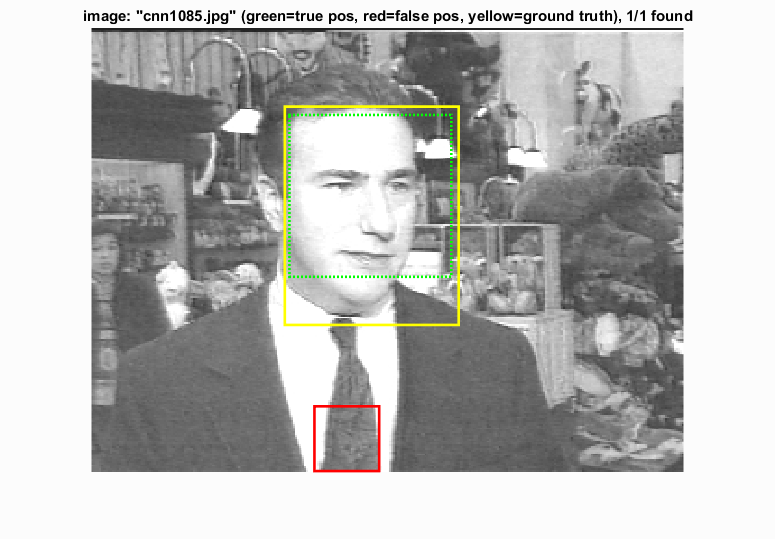 image: "cnn1085.jpg" (green=true pos, red=false pos, yellow=ground truth), 1/1 found